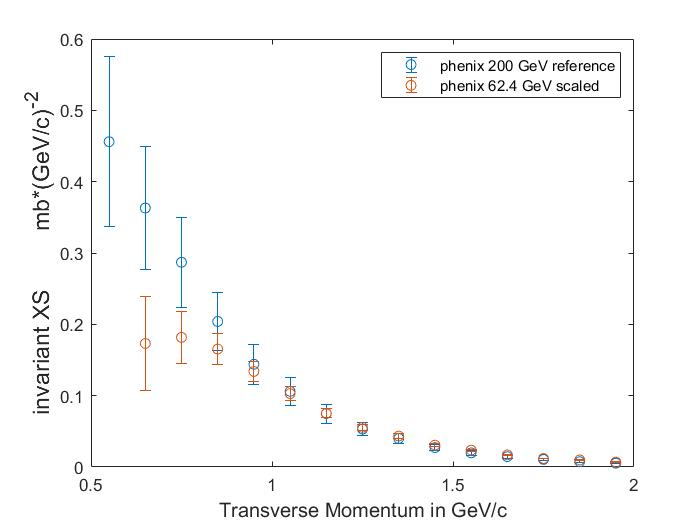 0.6
0.5
0.4
0.3
0.2
0.1
0
0.5
1
1.5
2
phenix 200 GeV reference
phenix 62.4 GeV scaled
invariant XS mb*(GeV/c)-2
Transverse Momentum in GeV/c